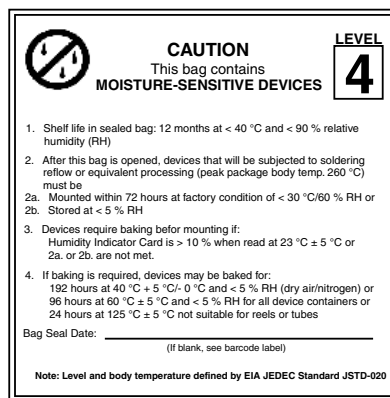 CAUTION
This bag contains
MOISTURE-SENSITIVE DEVICES
LEVEL
4
1. Shelf life in sealed bag: 12 months at < 40 °C and < 90 % relative
humidity (RH)
2. After this bag is opened, devices that will be subjected to soldering
reflow or equivalent processing (peak package body temp. 260 °C)
must be
2a. Mounted within 72 hours at factory condition of < 30 °C/60 % RH or
2b. Stored at < 5 % RH
3. Devices require baking befor mounting if:
Humidity Indicator Card is > 10 % when read at 23 °C ± 5 °C or
2a. or 2b. are not met.
4. If baking is required, devices may be baked for:
192 hours at 40 °C + 5 °C/- 0 °C and < 5 % RH (dry air/nitrogen) or
96 hours at 60 °C ± 5 °C and < 5 % RH for all device containers or
24 hours at 125 °C ± 5 °C not suitable for reels or tubes
Bag Seal Date:
(If blank, see barcode label)
Note: Level and body temperature defined by EIA JEDEC Standard JSTD-020